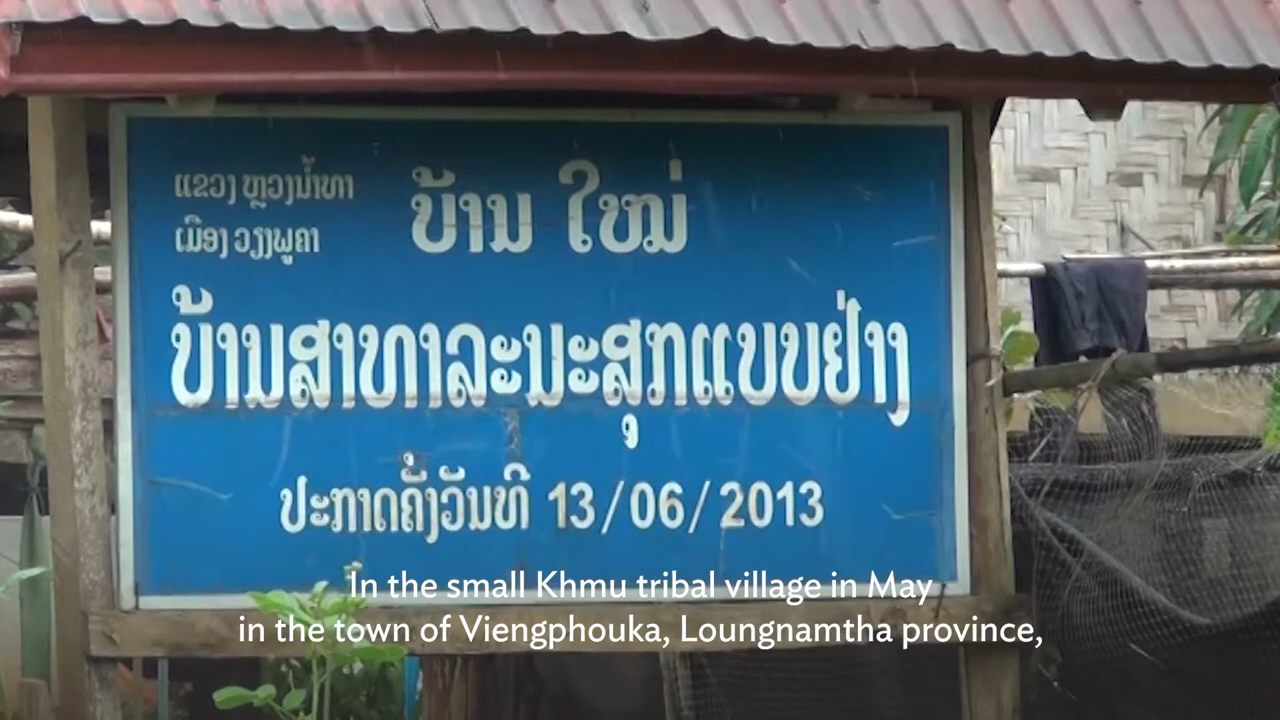 ແຂວງ ຫຼວງນ້ຳທາ
ເມືອງ ວຽງພູຄາ
ບ້ານ ໃໝ່
ບ້ານສາທາລະນະສຸກແບບຢ່າງ
ປະກາດຄັ້ງວັນທີ 13/06/2013
In the small Khmu tribal village in May
in the town of Viengphouka, Loungnamtha province,